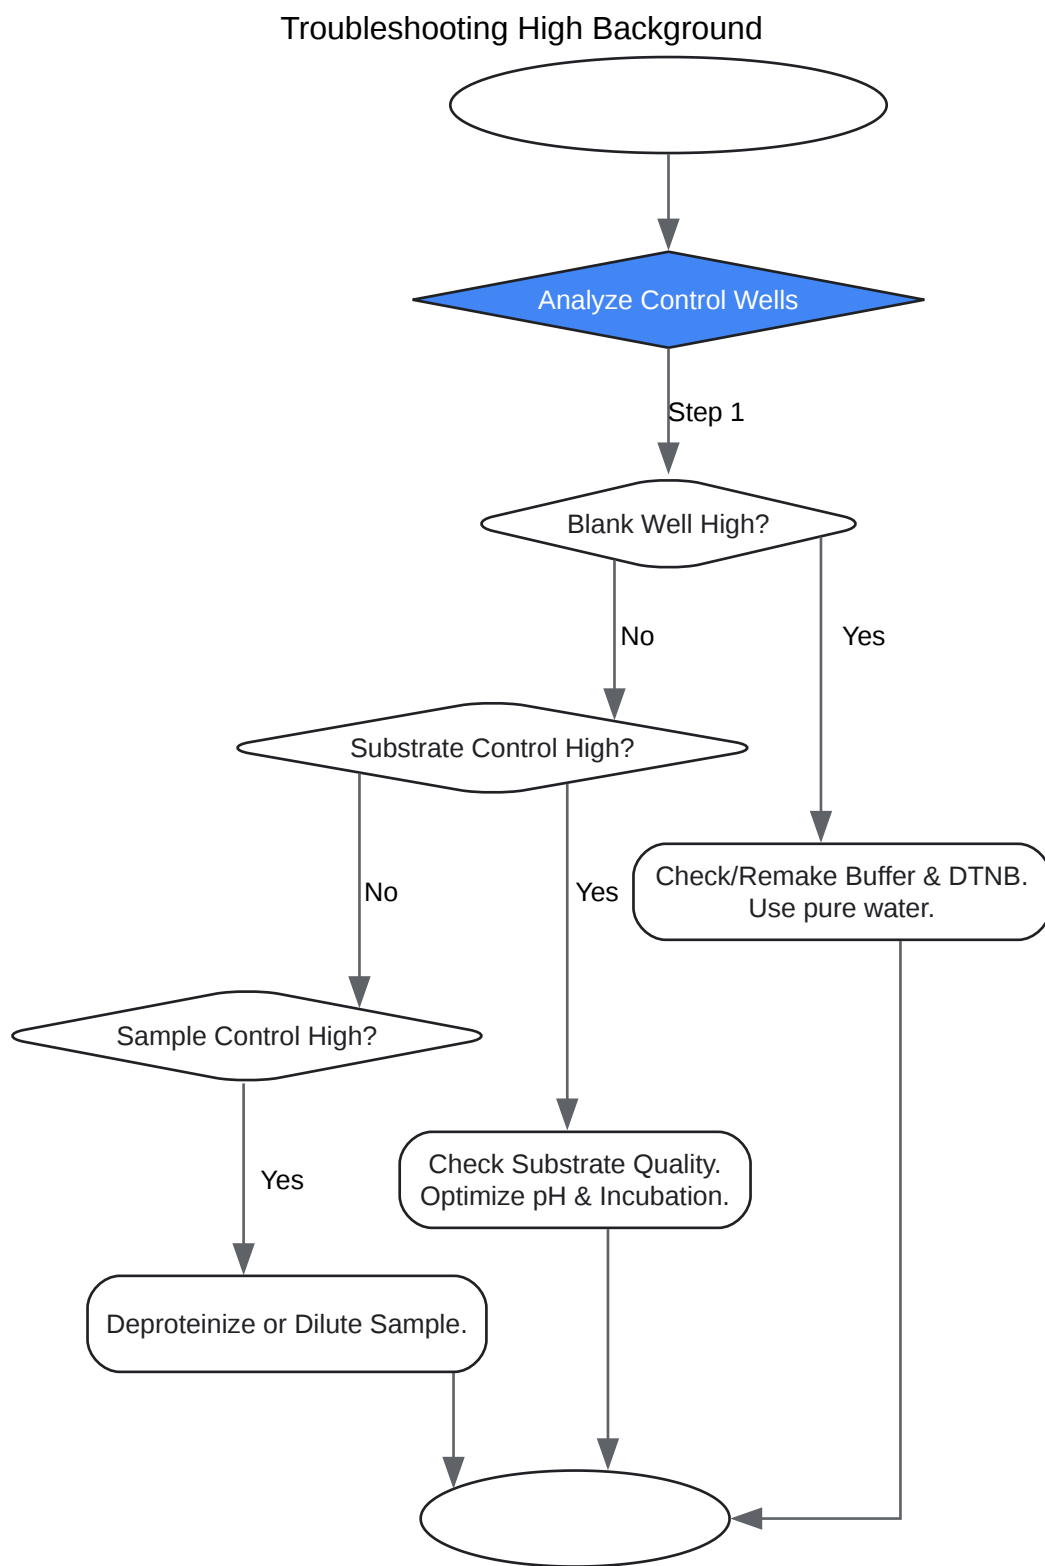 Troubleshooting High Background
Analyze Control Wells
Step 1
Blank Well High?
No
Yes
Substrate Control High?
Check/Remake Buffer & DTNB.
Use pure water.
No
Yes
Sample Control High?
Check Substrate Quality.
Optimize pH & Incubation.
Yes
Deproteinize or Dilute Sample.